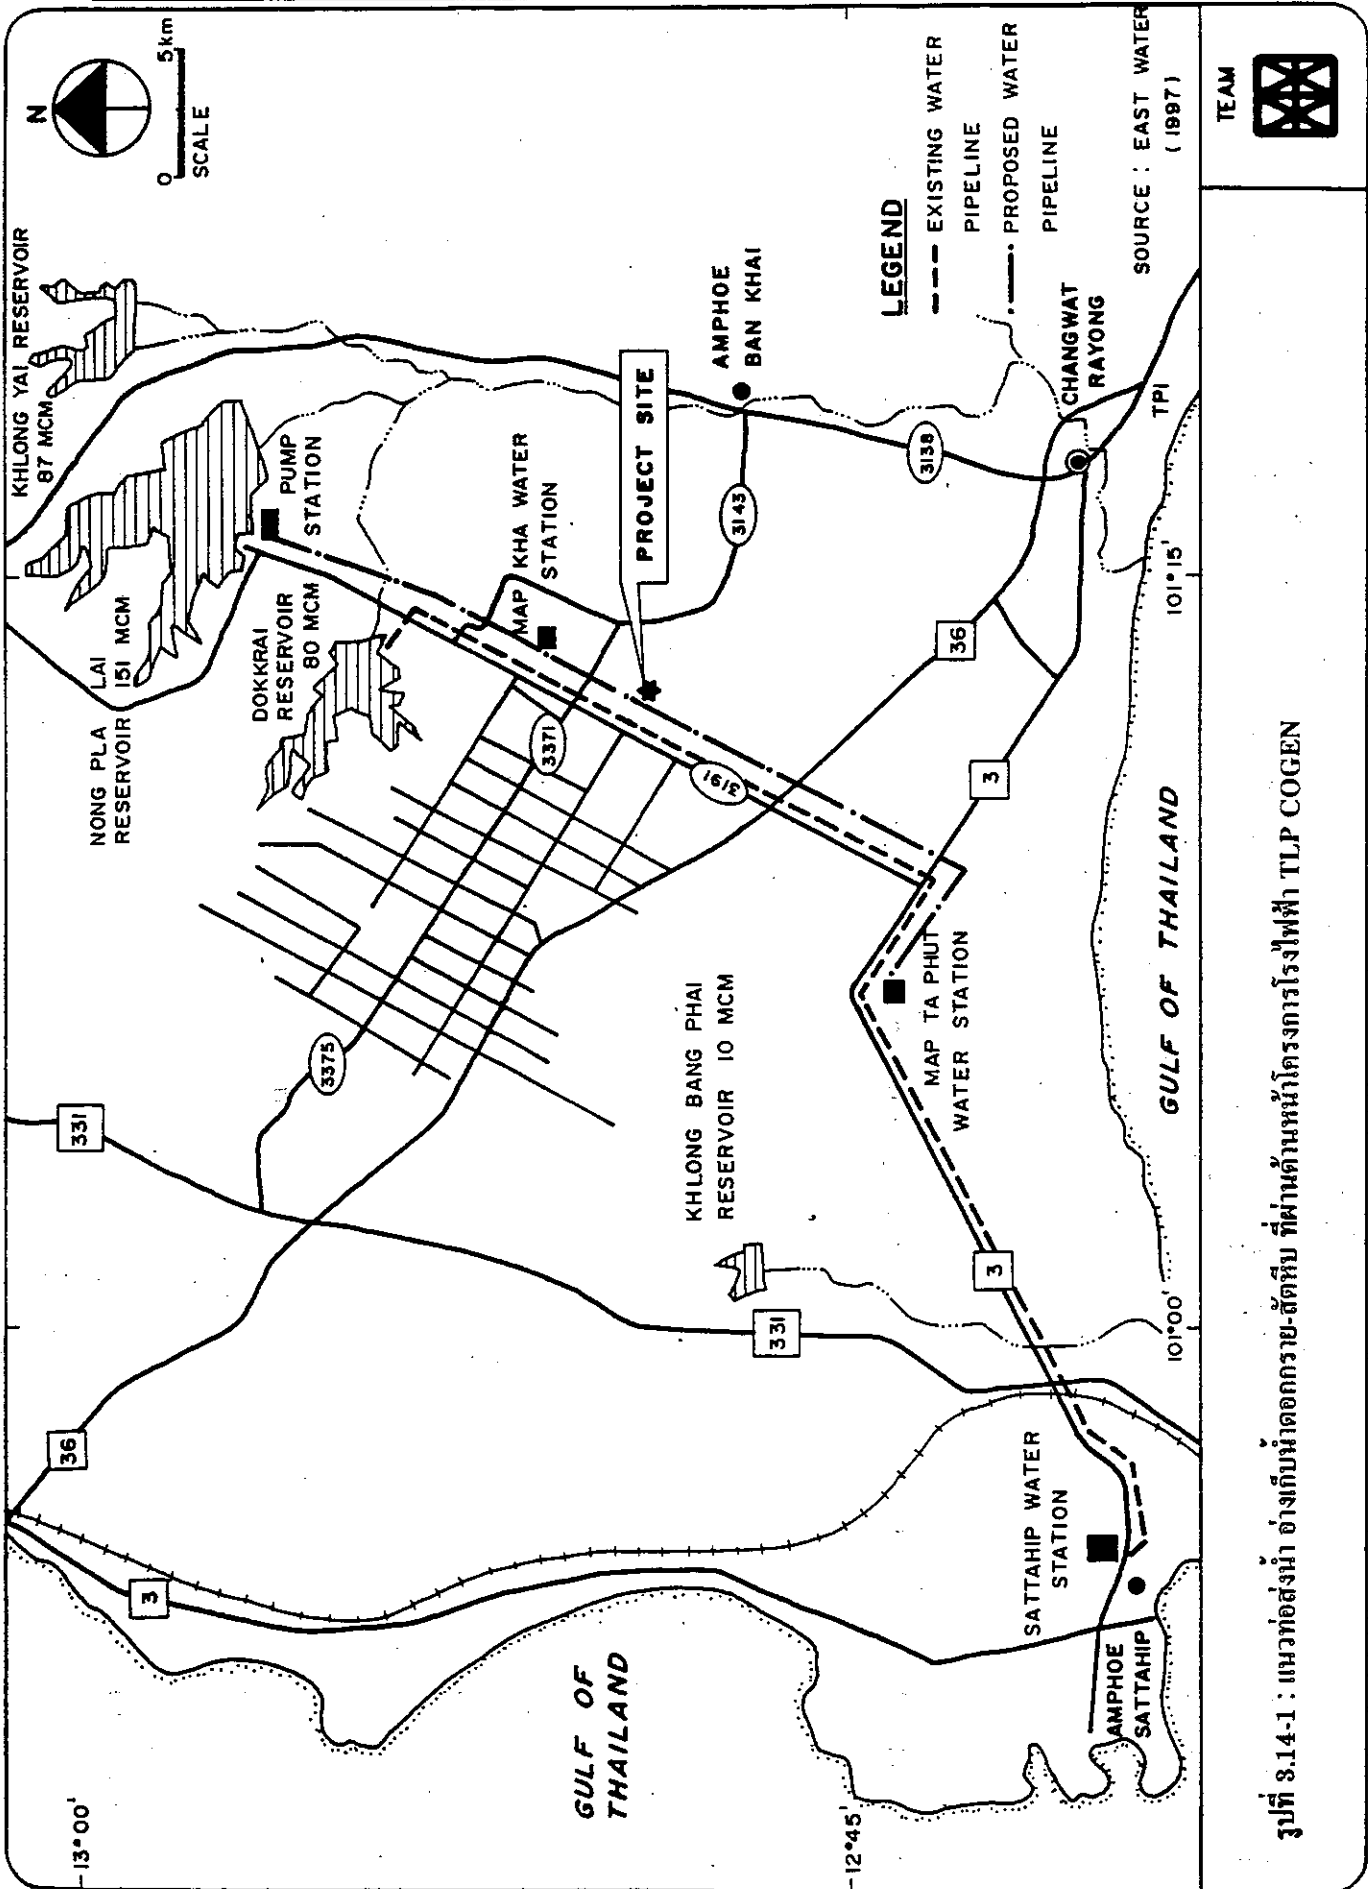 N
0 5km
SCALE
KHLONG YAI RESERVOIR
87 MCM
NONG PLA LAI
RESERVOIR 151 MCM
PUMP
STATION
DOKKRAI
RESERVOIR
80 MCM
MAP KHA WATER
STATION
PROJECT SITE
AMPHOE
BAN KHAI
LEGEND
EXISTING WATER
PIPELINE
PROPOSED WATER
PIPELINE
SOURCE : EAST WATER
( 1997 )
CHANGWAT
RAYONG
TPI
3138
3143
3371
3191
36
3
3375
331
36
3
331
3
KHLONG BANG PHAI
RESERVOIR 10 MCM
MAP TA PHUT
WATER STATION
SATTAHIP WATER
STATION
AMPHOE
SATTAHIP
GULF OF
THAILAND
GULF OF THAILAND
13°00'
12°45'
101°00'
101°15'
TEAM
รูปที่ 3.14-1 : แนวท่อส่งน้ำ อ่างเก็บน้ำดอกกราย-สัตหีบ ที่ผ่านด้านหน้าโครงการโรงไฟฟ้า TLP COGEN